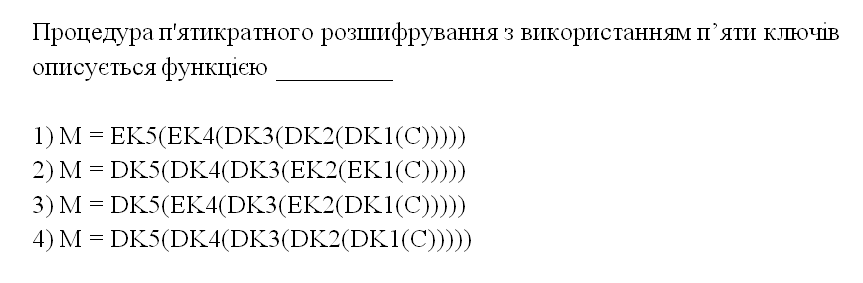 Процедура п'ятикратного розшифрування з використанням п’яти ключів
описується функцією _________
1) M = EK5(EK4(DK3(DK2(DK1(C)))))
2) M = DK5(DK4(DK3(EK2(EK1(C)))))
3) M = DK5(EK4(DK3(EK2(DK1(C)))))
4) M = DK5(DK4(DK3(DK2(DK1(C)))))